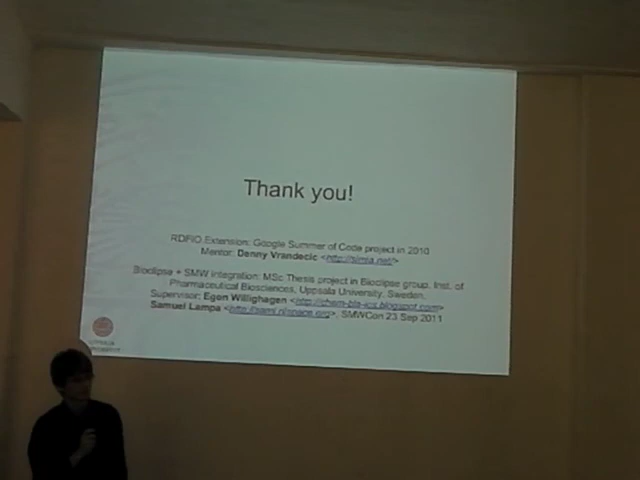 Thank you!
RDFIO Extension: Google Summer of Code project in 2010
Mentor: Denny Vrandecic <http://simia.net/>
Bioclipse + SMW Integration: MSc Thesis project in Bioclipse group, Inst. of
Pharmaceutical Biosciences, Uppsala University, Sweden.
Supervisor: Egon Willighagen <http://chem-bla-ics.blogspot.com>
Samuel Lampa <http://saml.rilspace.org>, SMWCon 23 Sep 2011
UPPSALA
UNIVERSITET